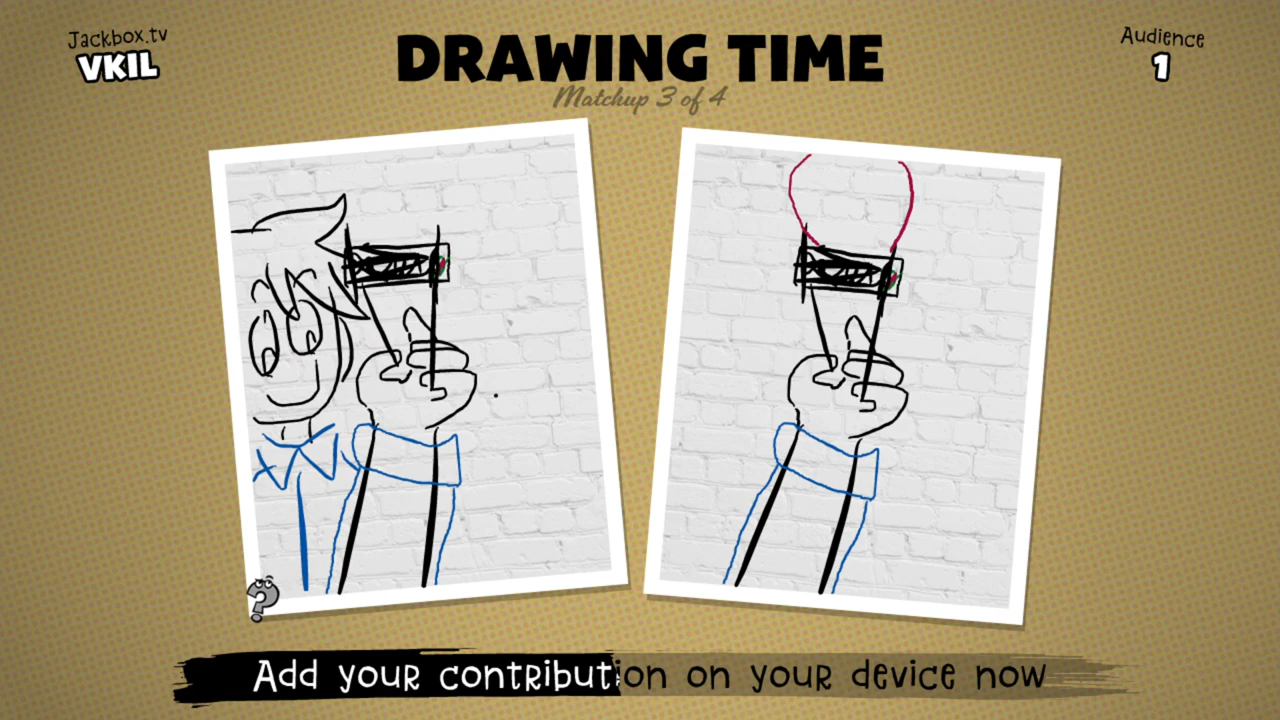 Jackbox.tv
VKIL
DRAWING TIME
Matchup 3 of 4
Audience
1
?
Add your contribution on your device now